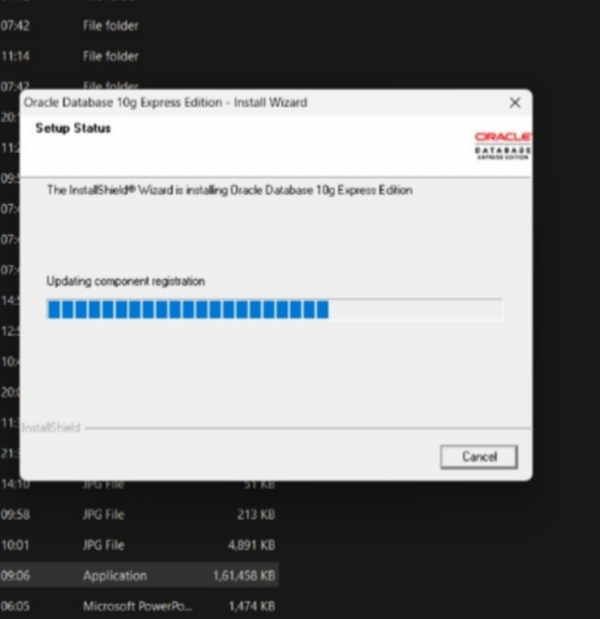 07:42 File folder
11:14 File folder
07:42 File folder
Oracle Database 10g Express Edition - Install Wizard
Setup Status
ORACLE
DATABASE
EXPRESS EDITION
The InstallShield® Wizard is installing Oracle Database 10g Express Edition
Updating component registration
InstallShield
Cancel
14:10 JPG File 51 KB
09:58 JPG File 213 KB
10:01 JPG File 4,891 KB
09:06 Application 1,61,458 KB
06:05 Microsoft PowerPo... 1,474 KB